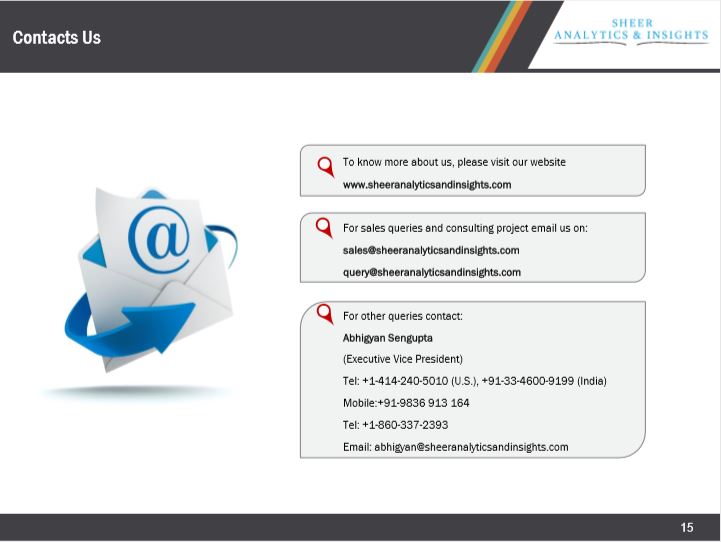 Contacts Us
SHEER
ANALYTICS & INSIGHTS
To know more about us, please visit our website
www.sheeranalyticsandinsights.com
@
For sales queries and consulting project email us on:
sales@sheeranalyticsandinsights.com
query@sheeranalyticsandinsights.com
For other queries contact:
Abhigyan Sengupta
(Executive Vice President)
Tel: +1-414-240-5010 (U.S.), +91-33-4600-9199 (India)
Mobile:+91-9836 913 164
Tel: +1-860-337-2393
Email: abhigyan@sheeranalyticsandinsights.com
15